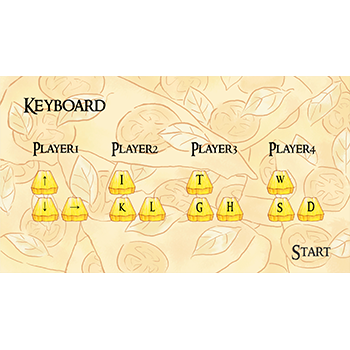 KEYBOARD
PLAYER1 PLAYER2 PLAYER3 PLAYER4
↑ I T W
↓ → K L G H S D
START